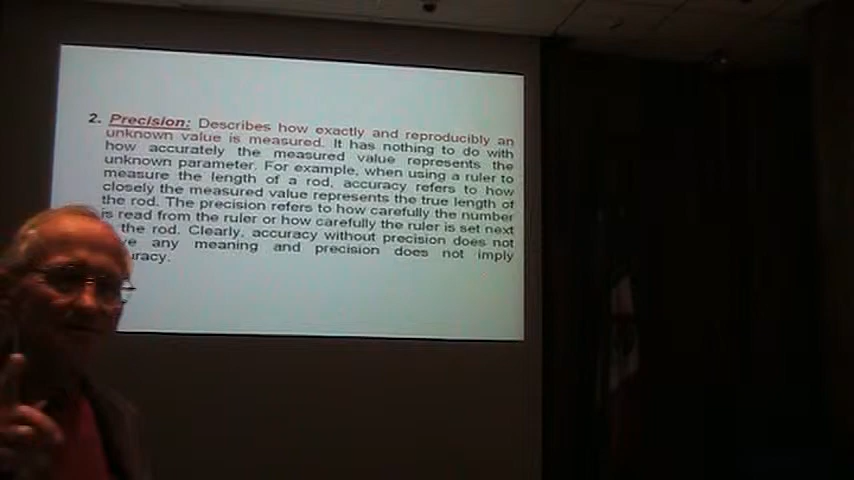 2. Precision: Describes how exactly and reproducibly an
unknown value is measured. It has nothing to do with
how accurately the measured value represents the
unknown parameter. For example, when using a ruler to
measure the length of a rod, accuracy refers to how
closely the measured value represents the true length of
the rod. The precision refers to how carefully the number
is read from the ruler or how carefully the ruler is set next
the rod. Clearly, accuracy without precision does not
any meaning and precision does not imply